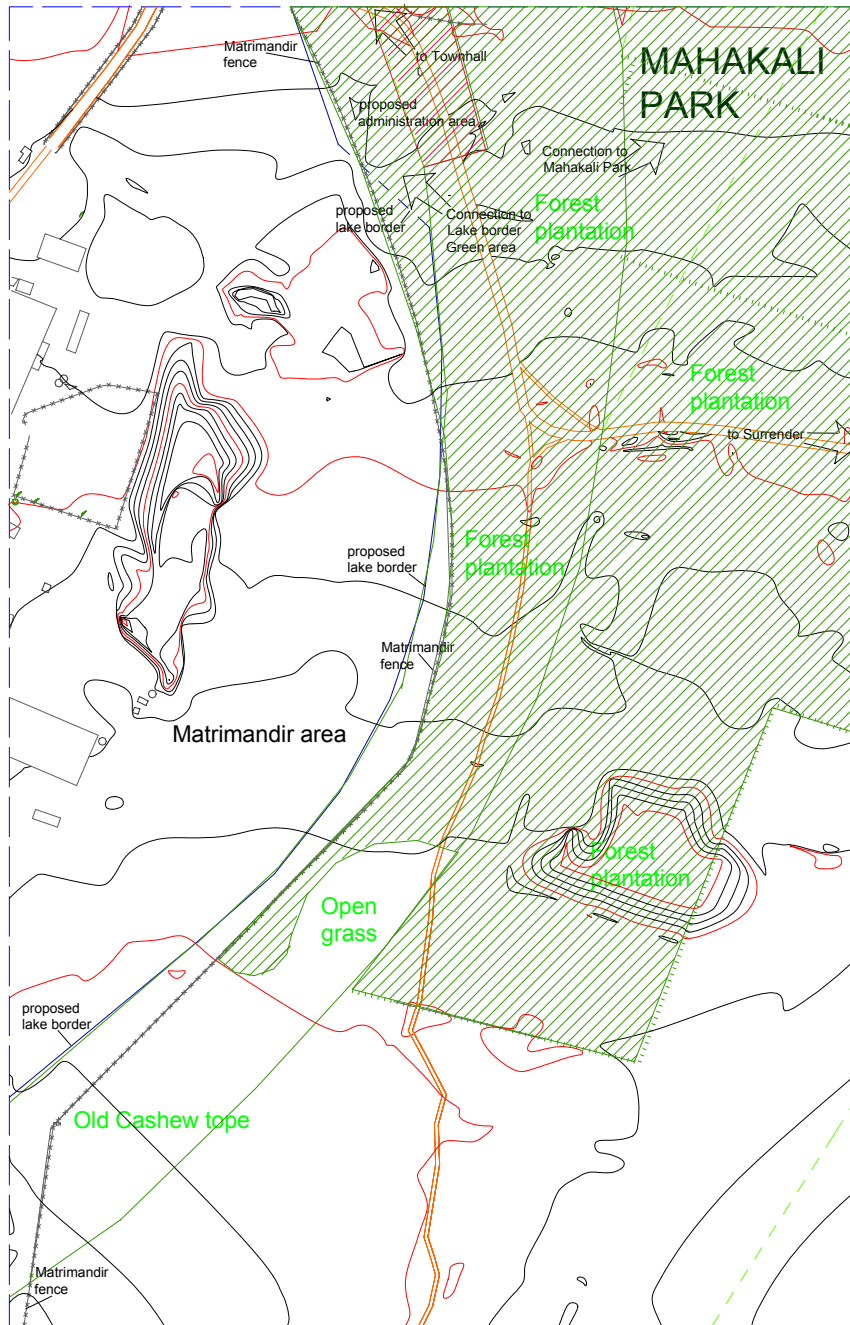 Matrimandir
fence
to Townhall
t
MAHAKALI
PARK
proposed
administration area
Connection to
Mahakali Park
proposed
lake border
Connection to
Lake border
Green area
Forest
plantation
Forest
plantation
to Surrender
proposed
lake border
Forest
plantation
Matrimandir
fence
Matrimandir area
Forest
plantation
Open
grass
proposed
lake border
Old Cashew tope
Matrimandir
fence